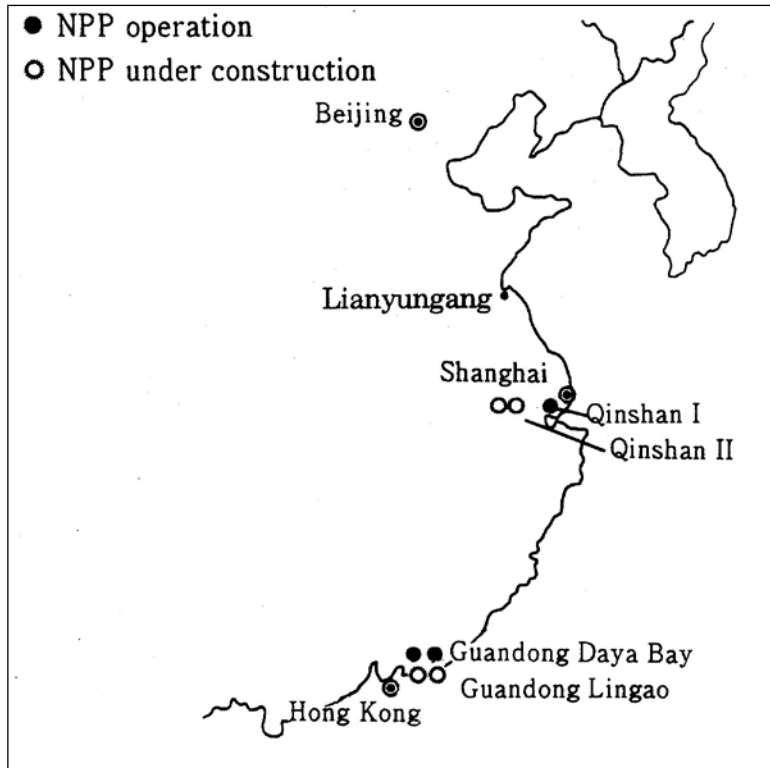 NPP operation
NPP under construction
Beijing
Lianyungang
Shanghai
Qinshan I
Qinshan II
Guandong Daya Bay
Guandong Lingao
Hong Kong